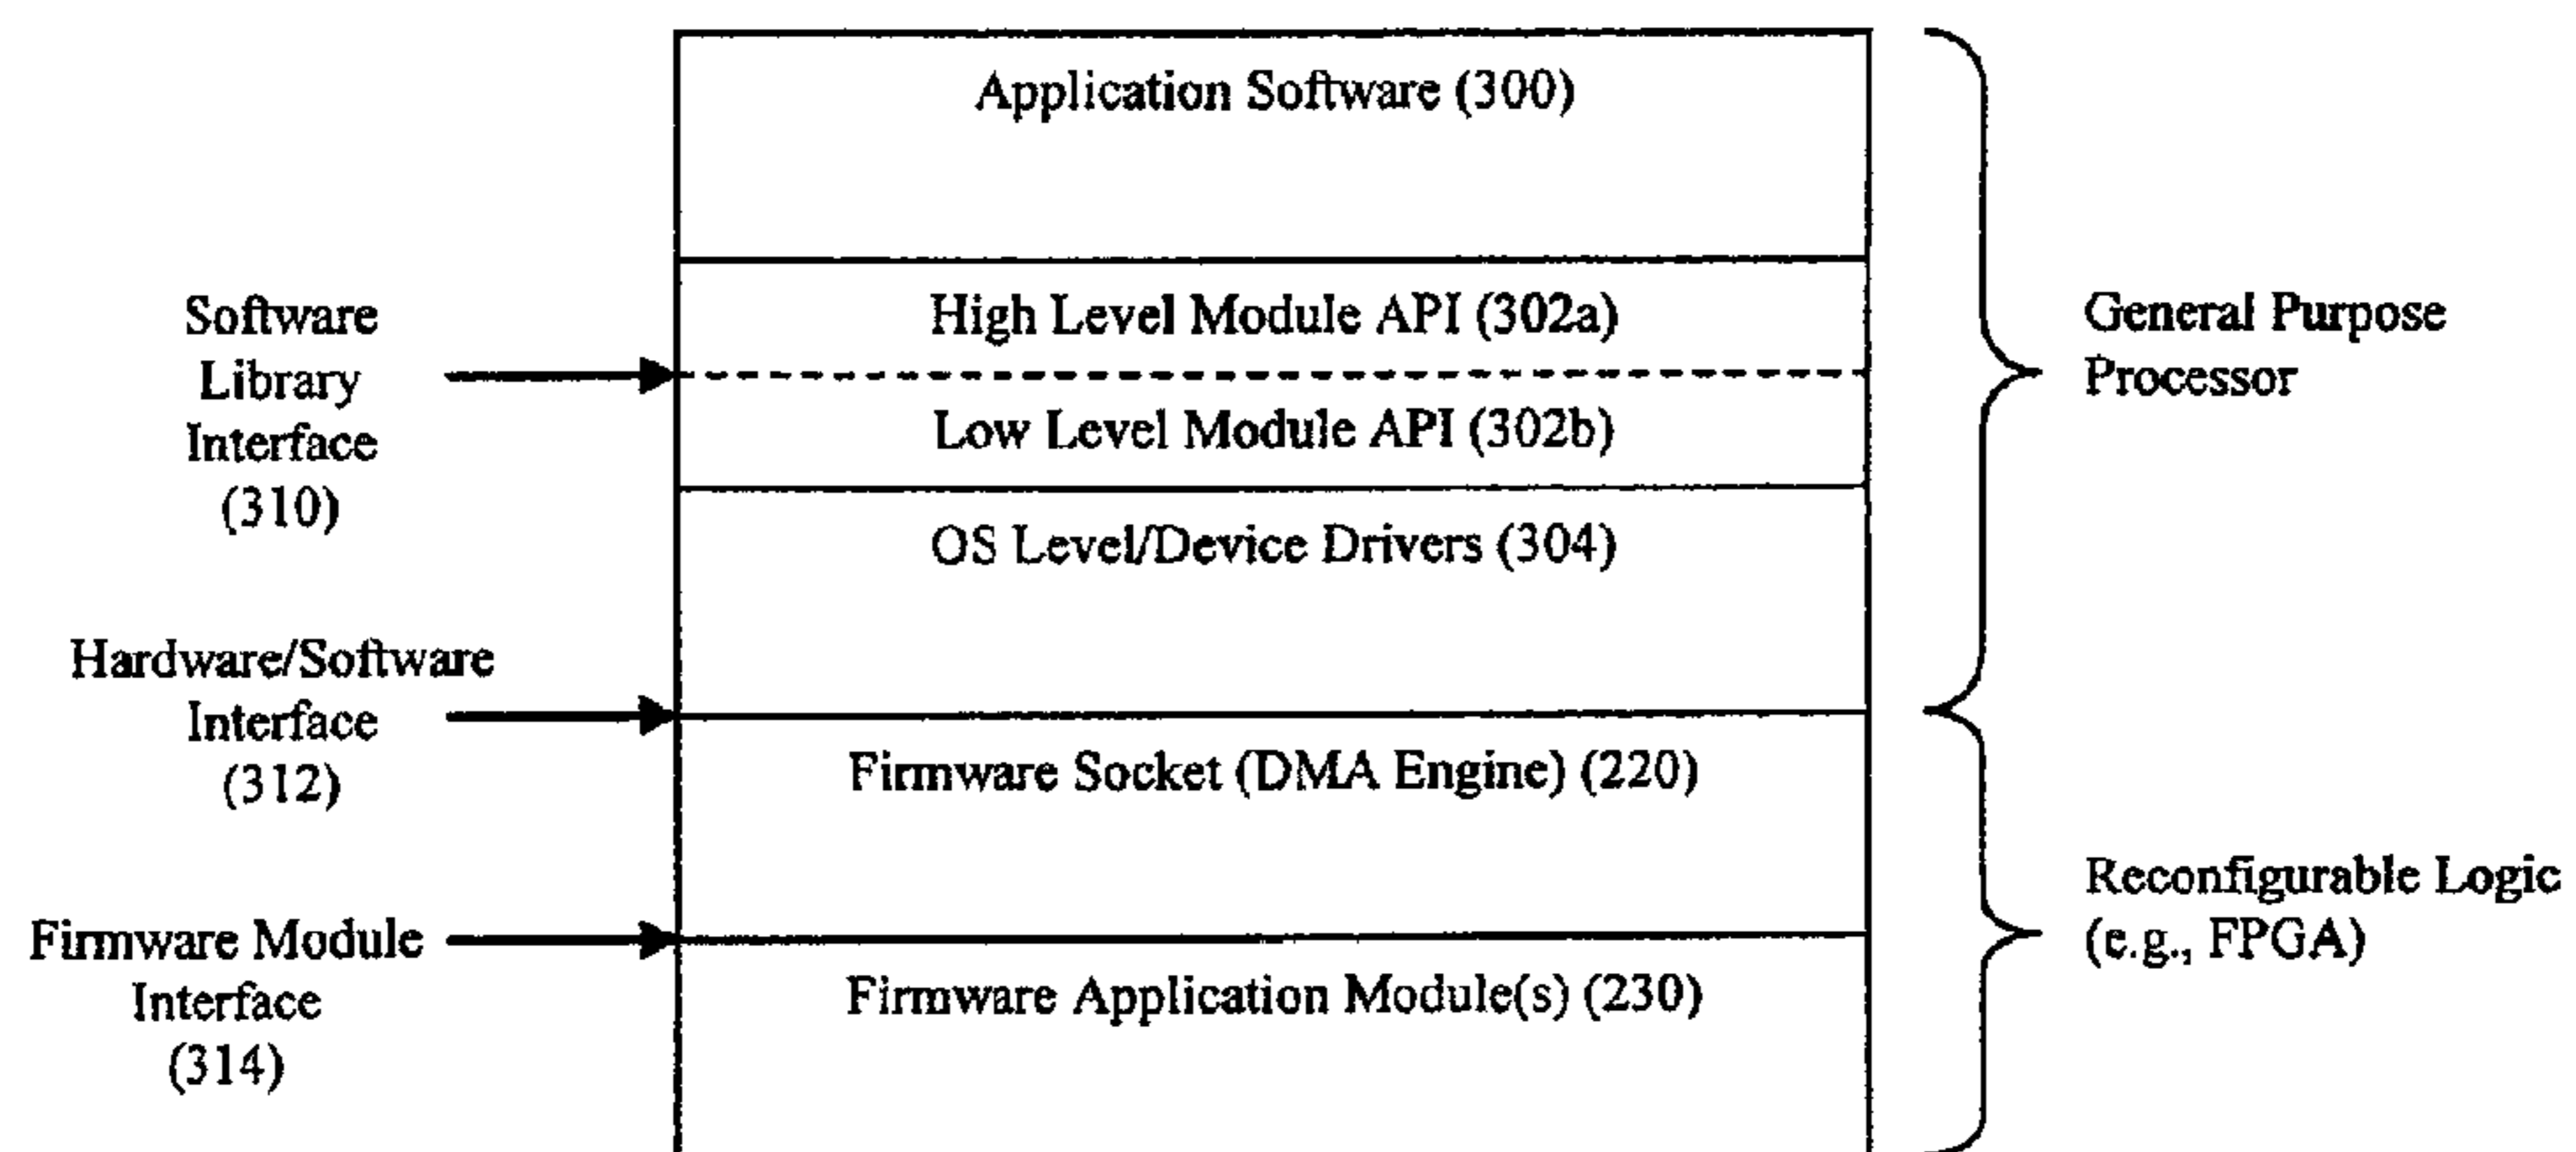 Application Software (300)
High Level Module API (302a)
Low Level Module API (302b)
OS Level/Device Drivers (304)
Firmware Socket (DMA Engine) (220)
Firmware Application Module(s) (230)
Software
Library
Interface
(310)
Hardware/Software
Interface
(312)
Firmware Module
Interface
(314)
General Purpose
Processor
Reconfigurable Logic
(e.g., FPGA)